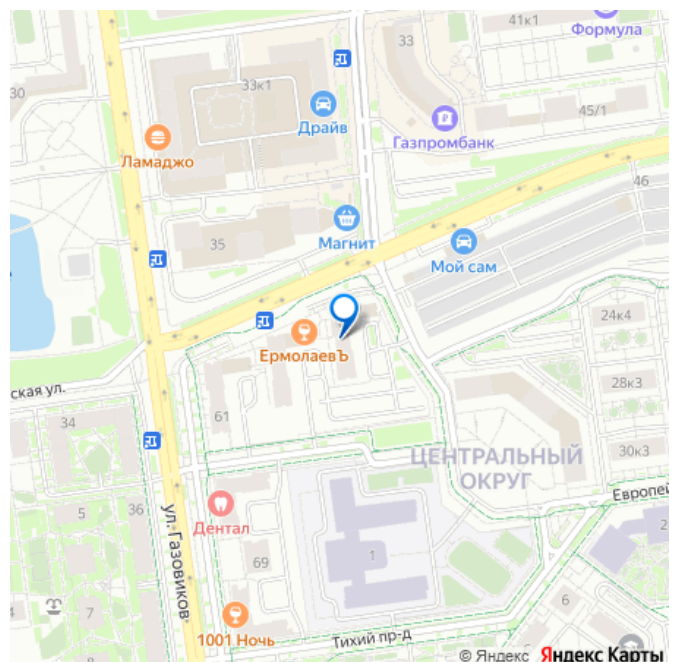 41к1
Формула
33
30
33к1
Драйв
45/1
Газпромбанк
Ламаджо
46
Магнит
35
Мой сам
24к4
ЕрмолаевЪ
28к3
ская ул.
61
34
ЦЕНТРАЛЬНЫЙ
ОКРУГ
30к3
Европей
5
36
ул. Газовиков
Дентал
2
1
69
4
7
6
1001 Ночь
Тихий пр-д
© Яндекс Яндекс Карты